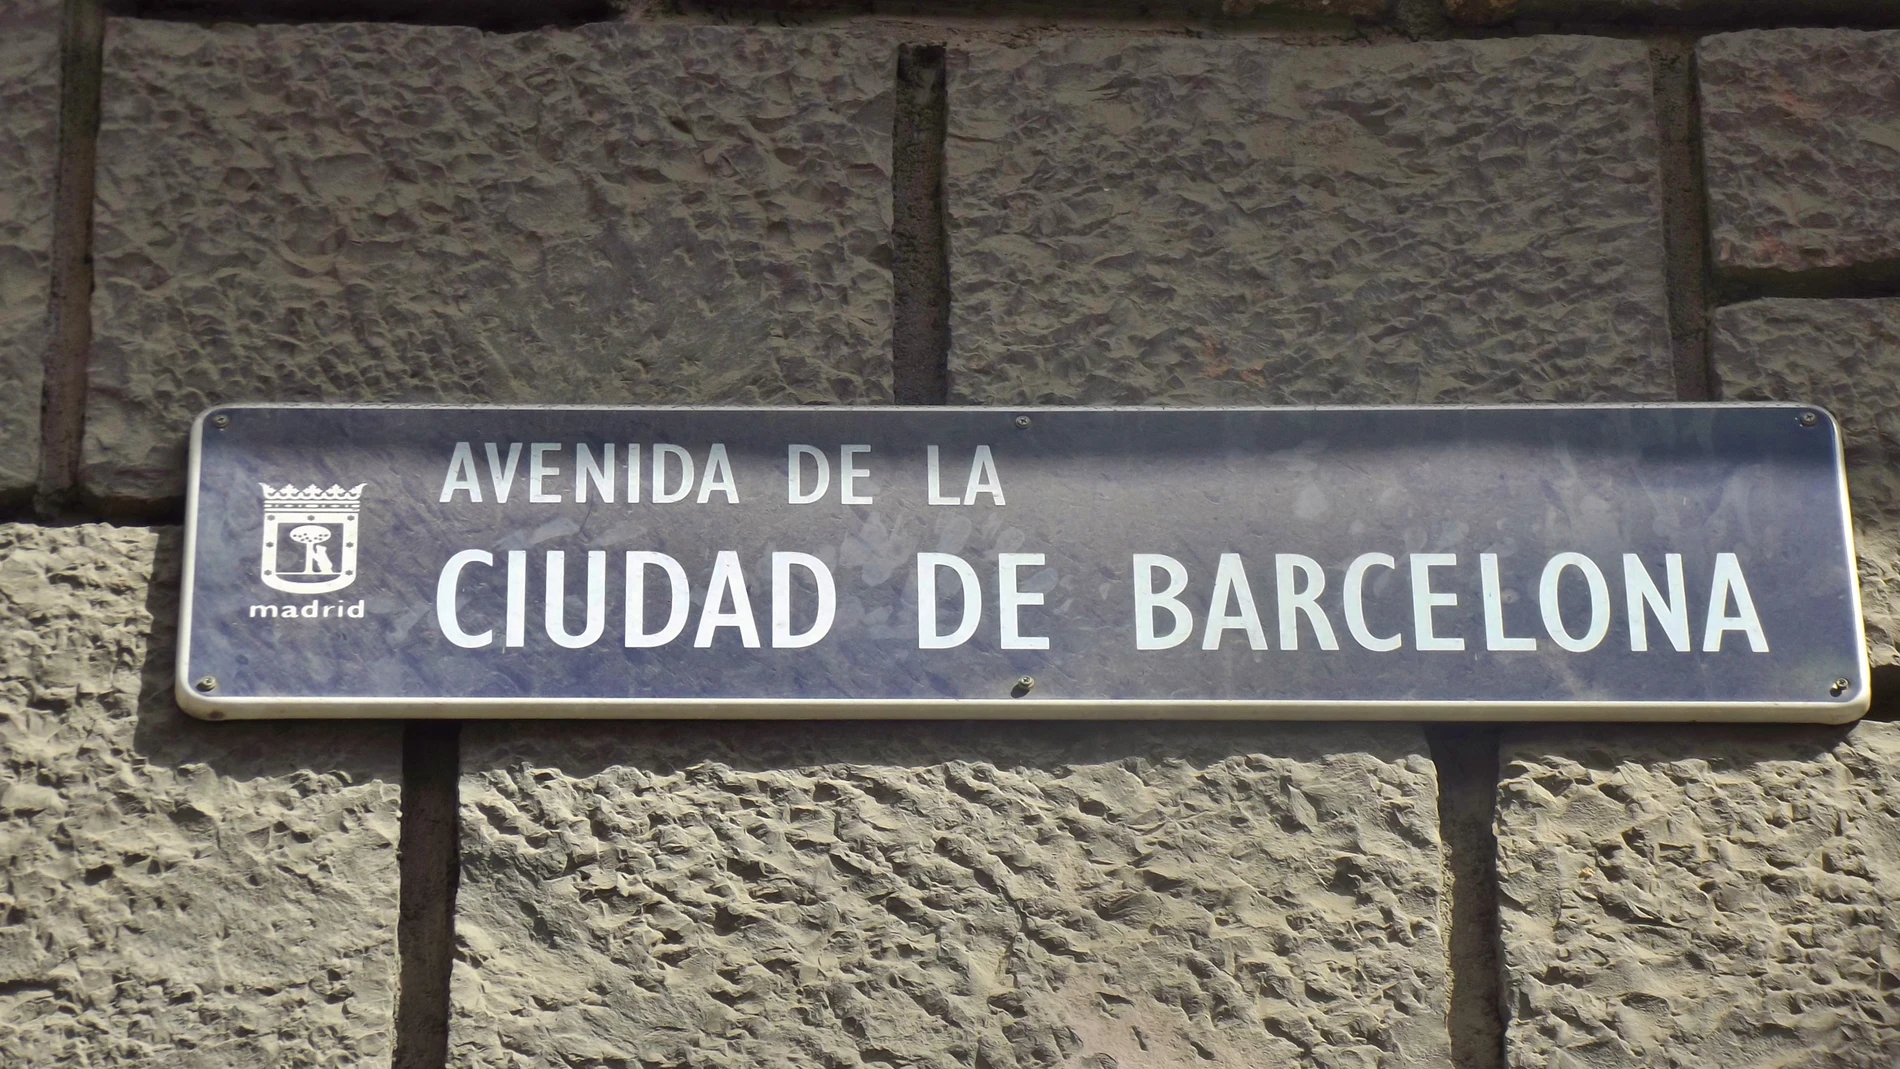 AVENIDA DE LA
CIUDAD DE BARCELONA
madrid